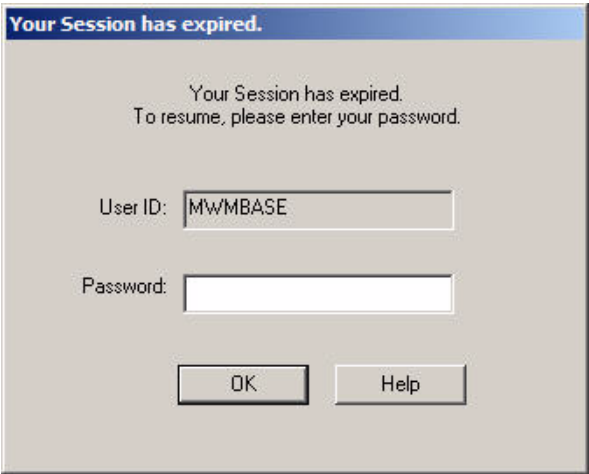 Your Session has expired.
Your Session has expired.
To resume, please enter your password.
User ID: MWMBASE
Password:
OK Help